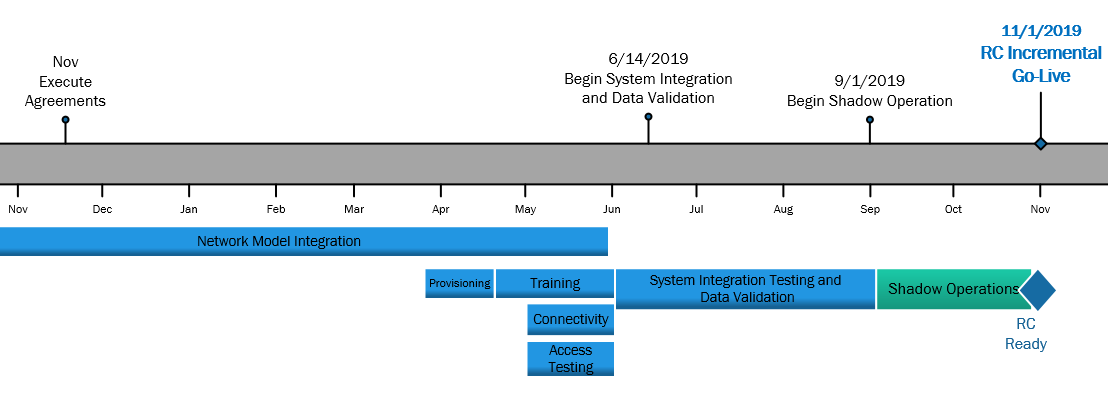 Nov
Execute
Agreements
6/14/2019
Begin System Integration
and Data Validation
9/1/2019
Begin Shadow Operation
11/1/2019
RC Incremental
Go-Live
Nov Dec Jan Feb Mar Apr May Jun Jul Aug Sep Oct Nov
Network Model Integration
Provisioning
Training
System Integration Testing and
Data Validation
Shadow Operations
Connectivity
Access
Testing
RC
Ready